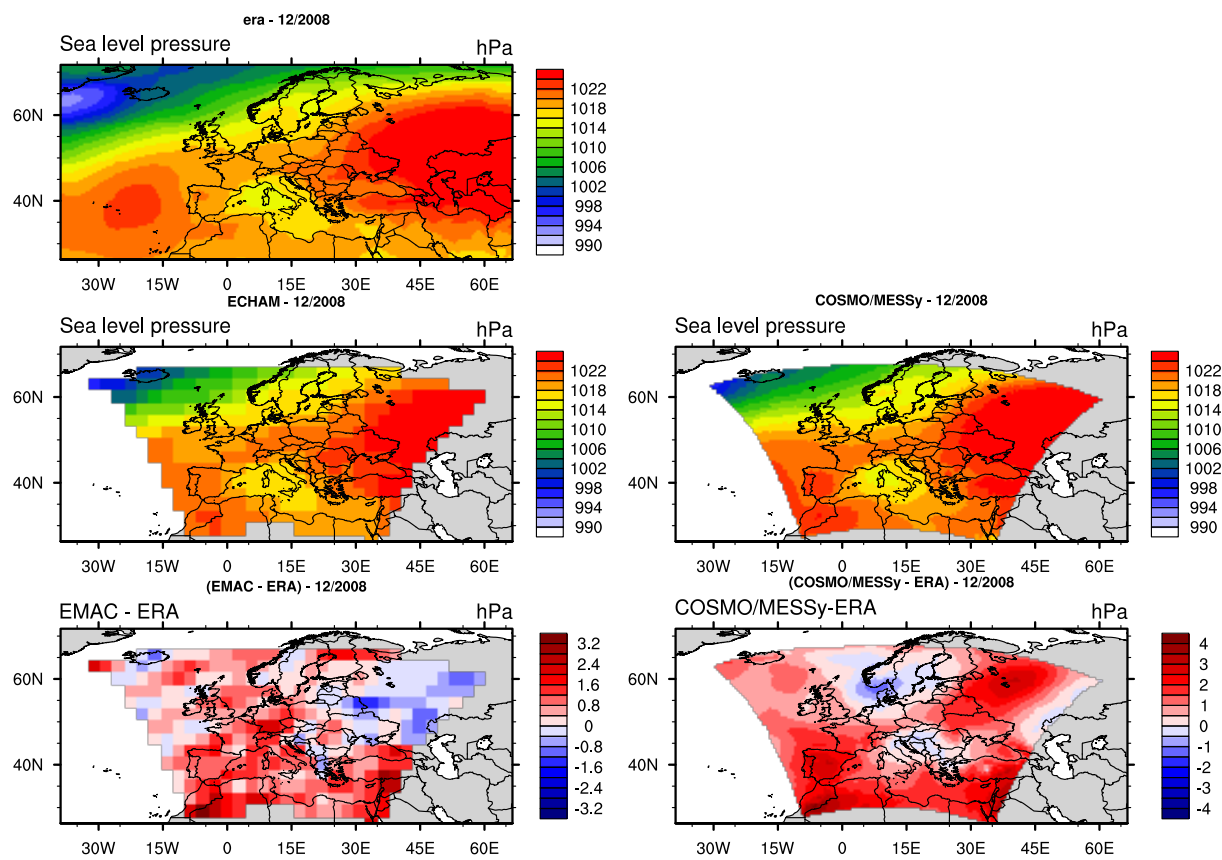 era - 12/2008
Sea level pressure hPa
60N
40N
30W 15W 0 15E 30E 45E 60E
1022
1018
1014
1010
1006
1002
998
994
990
ECHAM - 12/2008
Sea level pressure hPa
60N
40N
30W 15W 0 15E 30E 45E 60E
1022
1018
1014
1010
1006
1002
998
994
990
COSMO/MESSy - 12/2008
Sea level pressure hPa
60N
40N
30W 15W 0 15E 30E 45E 60E
1022
1018
1014
1010
1006
1002
998
994
990
(EMAC - ERA) - 12/2008
EMAC - ERA hPa
60N
40N
30W 15W 0 15E 30E 45E 60E
3.2
2.4
1.6
0.8
0
-0.8
-1.6
-2.4
-3.2
(COSMO/MESSy - ERA) - 12/2008
COSMO/MESSy-ERA hPa
60N
40N
30W 15W 0 15E 30E 45E 60E
4
3
2
1
0
-1
-2
-3
-4